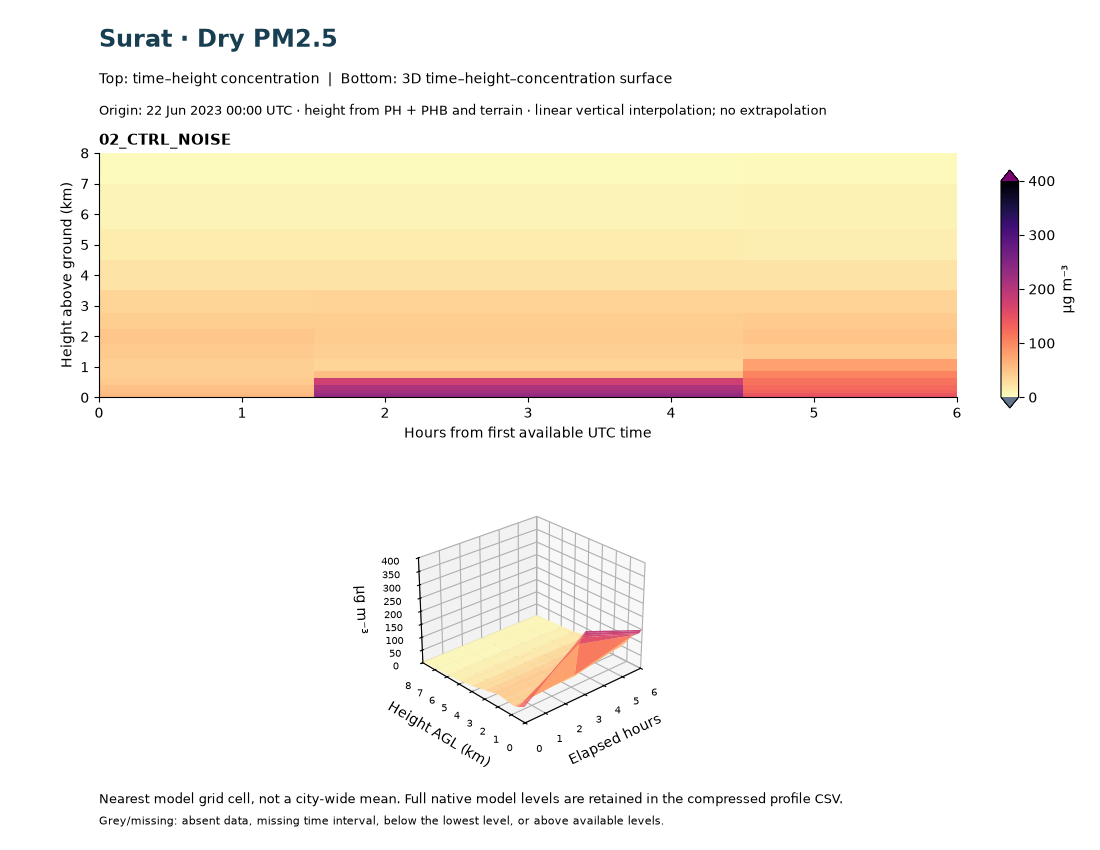 Surat · Dry PM2.5
Top: time–height concentration | Bottom: 3D time–height–concentration surface
Origin: 22 Jun 2023 00:00 UTC · height from PH + PHB and terrain · linear vertical interpolation; no extrapolation
02_CTRL_NOISE
8
7
6
5
4
3
2
1
0
Height above ground (km)
0 1 2 3 4 5 6
Hours from first available UTC time
400
300
200
100
0
µg m⁻³
400
350
300
250
200
150
100
50
0
µg m⁻³
8 7 6 5 4 3 2 1 0
Height AGL (km)
0 1 2 3 4 5 6
Elapsed hours
Nearest model grid cell, not a city-wide mean. Full native model levels are retained in the compressed profile CSV.
Grey/missing: absent data, missing time interval, below the lowest level, or above available levels.